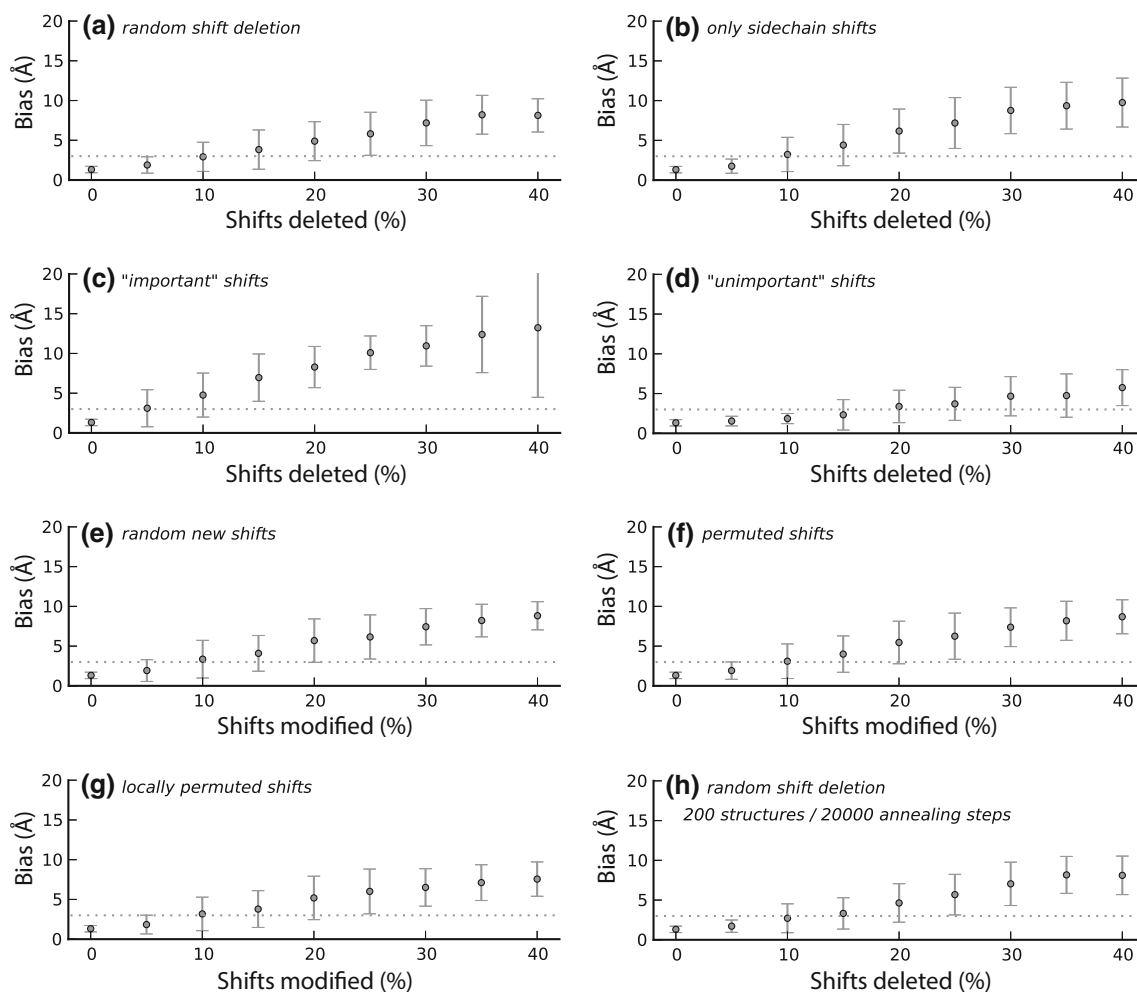 (a) random shift deletion
20
15
10
5
0
Bias (Å)
0 10 20 30 40
Shifts deleted (%)
(b) only sidechain shifts
20
15
10
5
0
Bias (Å)
0 10 20 30 40
Shifts deleted (%)
(c) "important" shifts
20
15
10
5
0
Bias (Å)
0 10 20 30 40
Shifts deleted (%)
(d) "unimportant" shifts
20
15
10
5
0
Bias (Å)
0 10 20 30 40
Shifts deleted (%)
(e) random new shifts
20
15
10
5
0
Bias (Å)
0 10 20 30 40
Shifts modified (%)
(f) permuted shifts
20
15
10
5
0
Bias (Å)
0 10 20 30 40
Shifts modified (%)
(g) locally permuted shifts
20
15
10
5
0
Bias (Å)
0 10 20 30 40
Shifts modified (%)
(h) random shift deletion
200 structures / 20000 annealing steps
20
15
10
5
0
Bias (Å)
0 10 20 30 40
Shifts deleted (%)